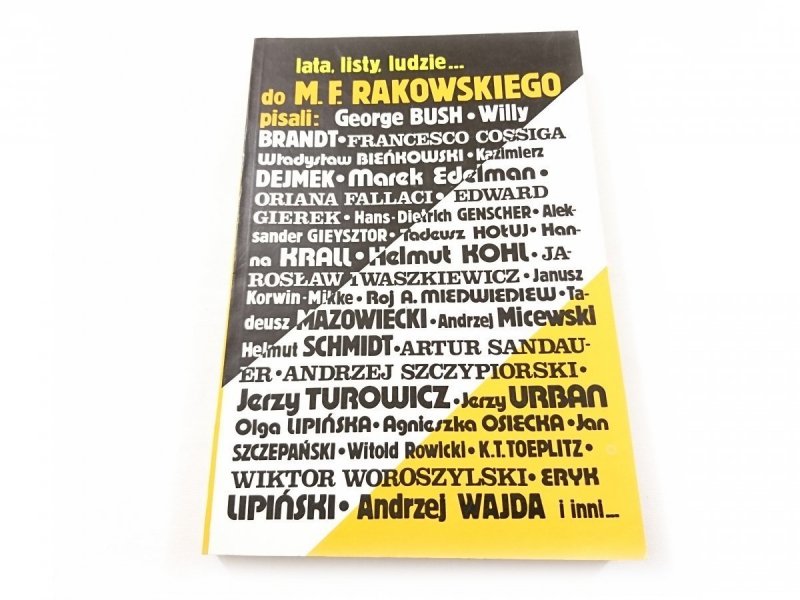 lata, listy, ludzie...
do M. F. RAKOWSKIEGO
pisali: George BUSH • Willy
BRANDT • FRANCESCO COSSIGA
Władysław BIEŃKOWSKI • Kazimierz
DEJMEK • Marek Edelman •
ORIANA FALLACI • EDWARD
GIEREK • Hans-Dietrich GENSCHER • Alek-
sander GIEYSZTOR • Tadeusz HOŁUJ • Han-
na KRALL • Helmut KOHL • JA-
ROSŁAW IWASZKIEWICZ • Janusz
Korwin-Mikke • Roj A. MIEDWIEDIEW • Ta-
deusz MAZOWIECKI • Andrzej Micewski
Helmut SCHMIDT • ARTUR SANDAU-
ER • ANDRZEJ SZCZYPIORSKI •
Jerzy TUROWICZ • Jerzy URBAN
Olga LIPIŃSKA • Agnieszka OSIECKA • Jan
SZCZEPAŃSKI • Witold Rowicki • K.T. TOEPLITZ •
WIKTOR WOROSZYLSKI • ERYK
LIPIŃSKI • Andrzej WAJDA i inni...